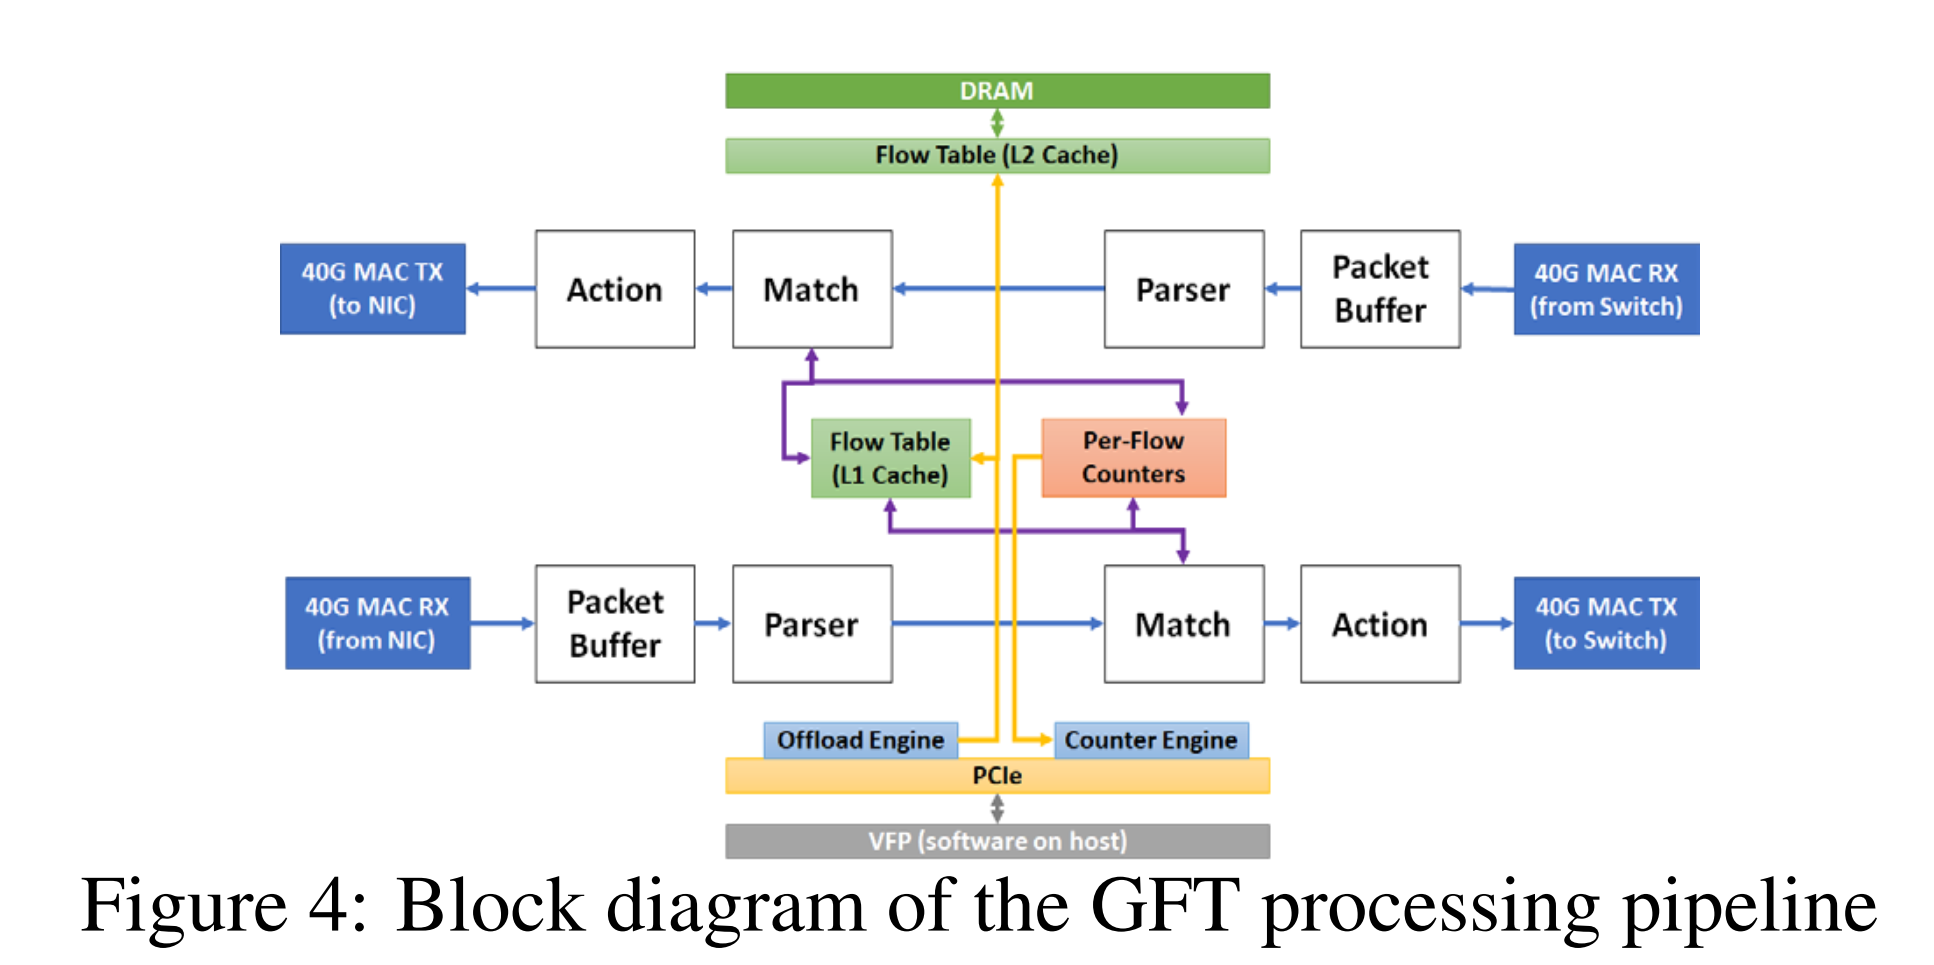 DRAM
Flow Table (L2 Cache)
40G MAC TX
(to NIC)
Action
Match
Parser
Packet
Buffer
40G MAC RX
(from Switch)
Flow Table
(L1 Cache)
Per-Flow
Counters
40G MAC RX
(from NIC)
Packet
Buffer
Parser
Match
Action
40G MAC TX
(to Switch)
Offload Engine
Counter Engine
PCIe
VFP (software on host)
Figure 4: Block diagram of the GFT processing pipeline